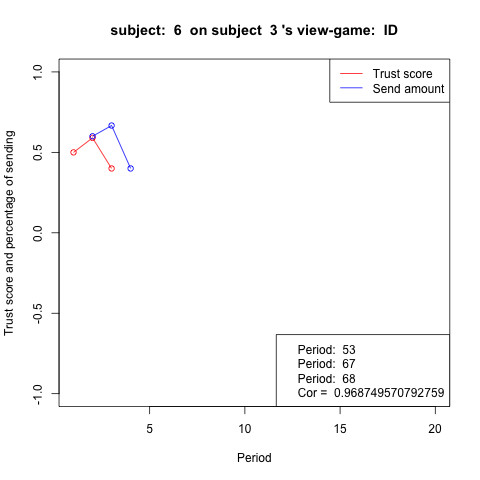 subject:  6  on subject  3 's view-game:  ID
Trust score
Send amount
Trust score and percentage of sending
1.0
0.5
0.0
-0.5
-1.0
Period:  53
Period:  67
Period:  68
Cor =  0.968749570792759
5
10
15
20
Period